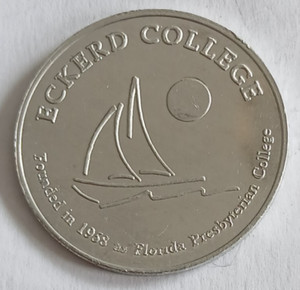 ECKERD COLLEGE
Founded in 1958 as Florida Presbyterian College